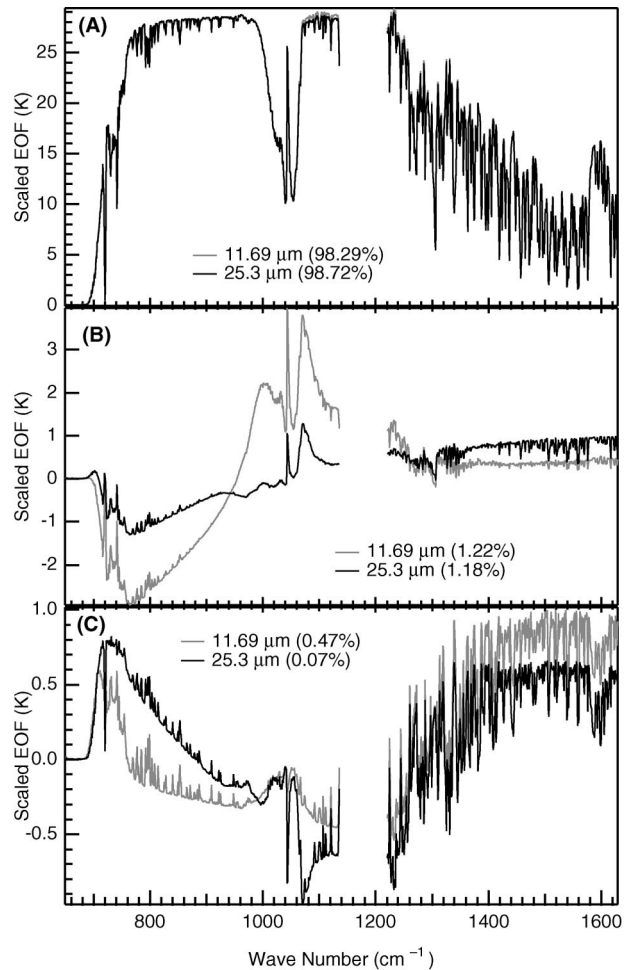 (A)
Scaled EOF (K)
25
20
15
10
5
0
11.69 μm (98.29%)
25.3 μm (98.72%)
(B)
Scaled EOF (K)
3
2
1
0
-1
-2
11.69 μm (1.22%)
25.3 μm (1.18%)
(C)
Scaled EOF (K)
1.0
0.5
0.0
-0.5
11.69 μm (0.47%)
25.3 μm (0.07%)
800 1000 1200 1400 1600
Wave Number (cm⁻¹)